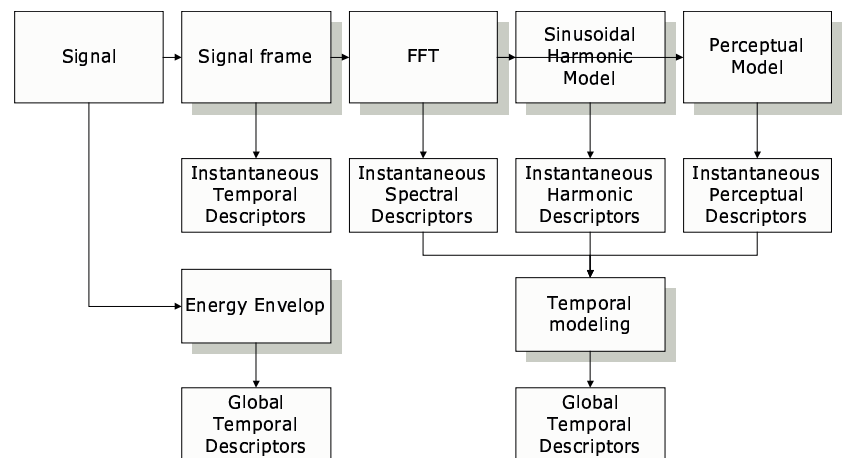 Signal
Signal frame
FFT
Sinusoidal
Harmonic
Model
Perceptual
Model
Instantaneous
Temporal
Descriptors
Instantaneous
Spectral
Descriptors
Instantaneous
Harmonic
Descriptors
Instantaneous
Perceptual
Descriptors
Energy Envelop
Temporal
modeling
Global
Temporal
Descriptors
Global
Temporal
Descriptors